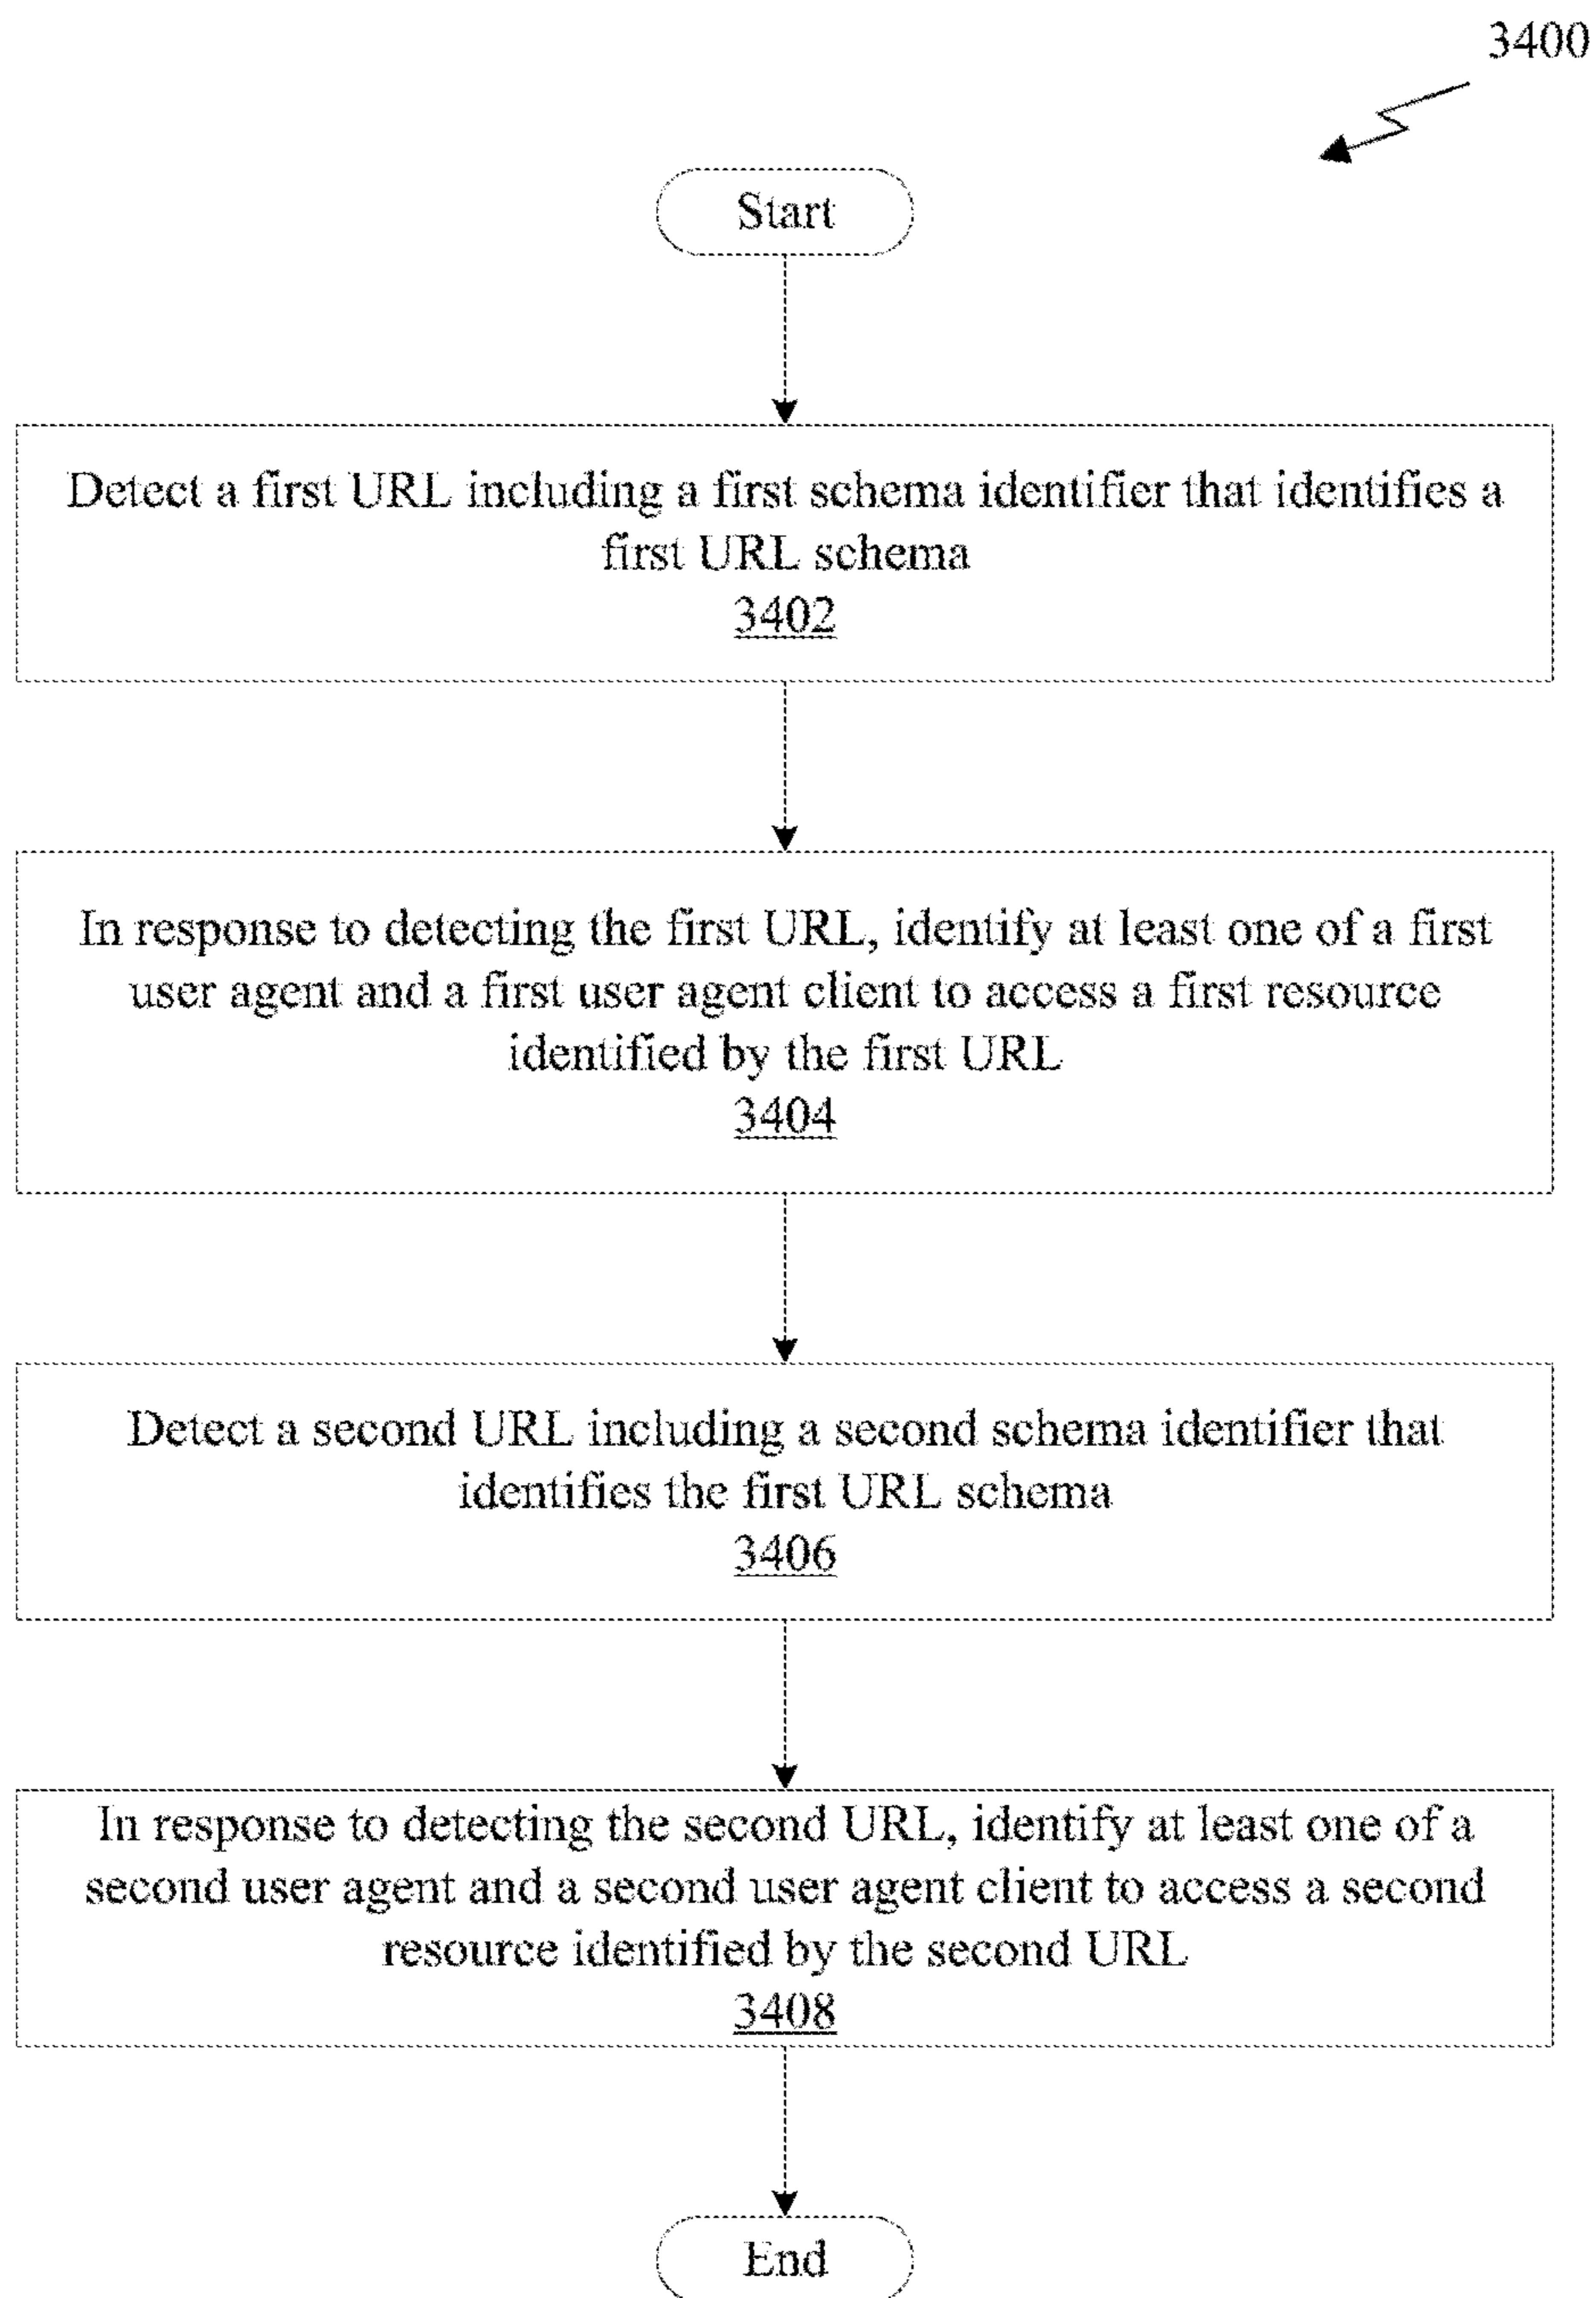 3400
Start
Detect a first URL including a first schema identifier that identifies a
first URL schema
3402
In response to detecting the first URL, identify at least one of a first
user agent and a first user agent client to access a first resource
identified by the first URL
3404
Detect a second URL including a second schema identifier that
identifies the first URL schema
3406
In response to detecting the second URL, identify at least one of a
second user agent and a second user agent client to access a second
resource identified by the second URL
3408
End